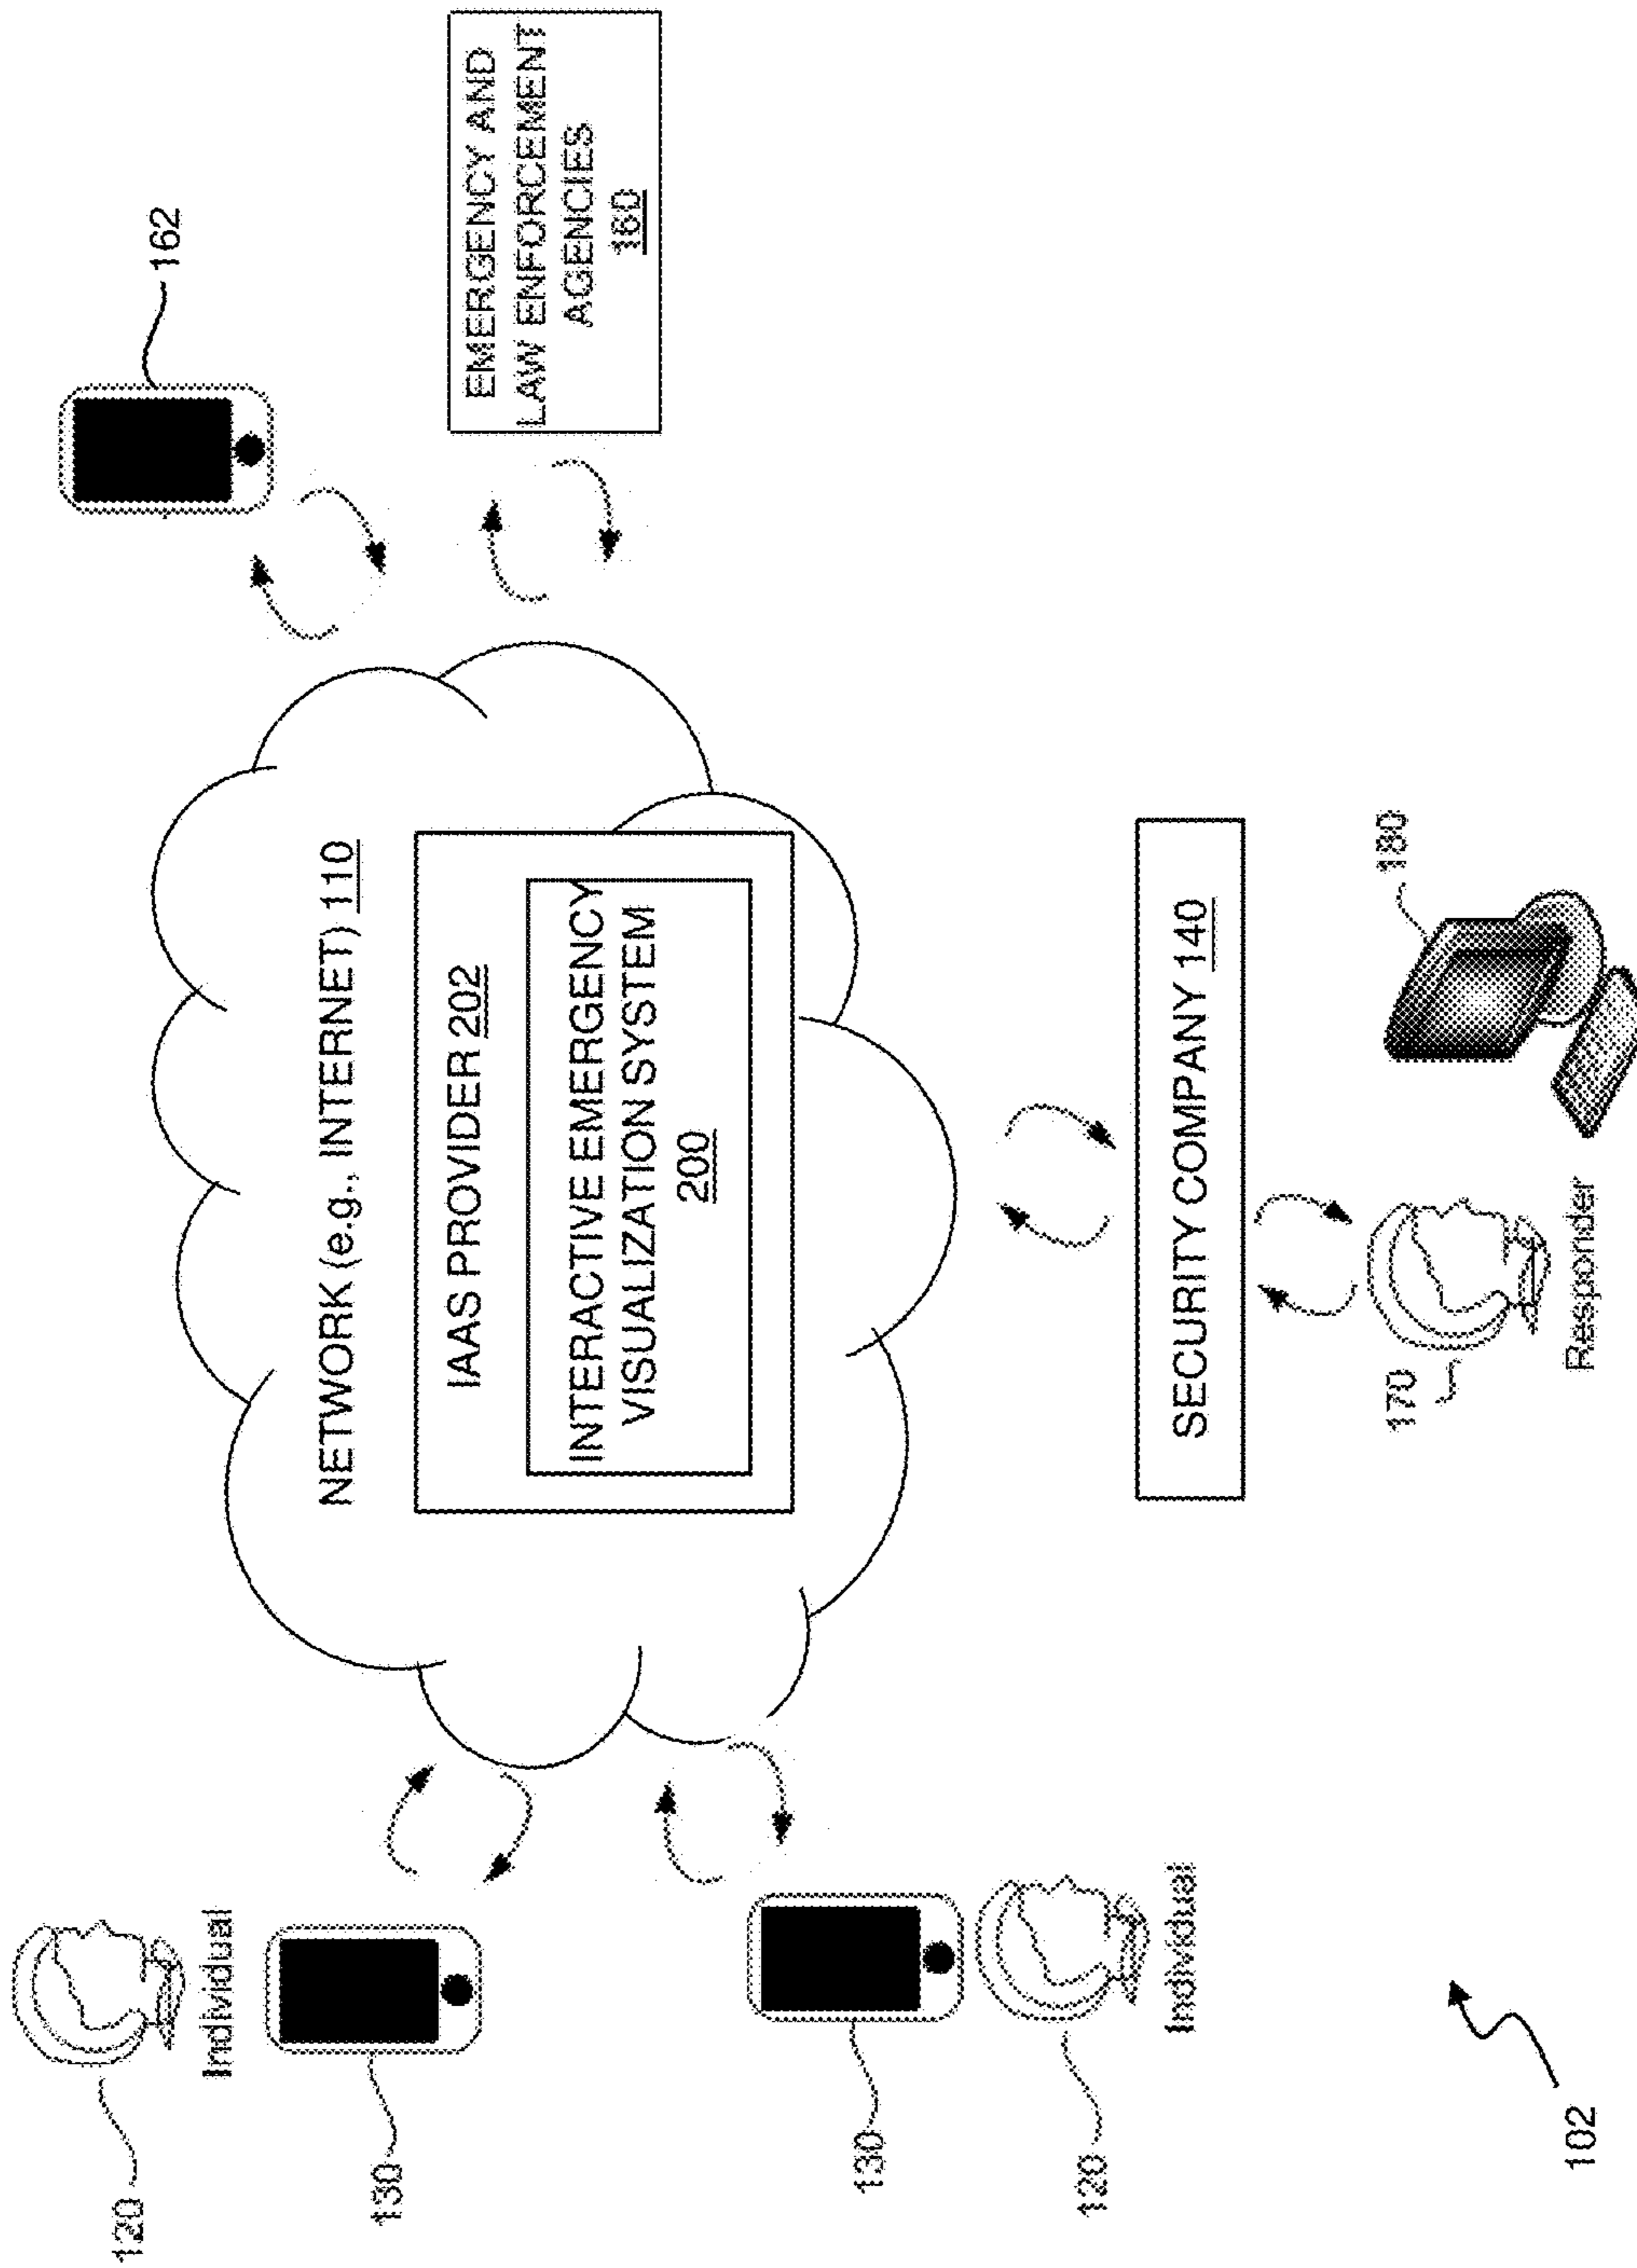 120
Individual
130
162
NETWORK (e.g., INTERNET) 110
IAAS PROVIDER 202
INTERACTIVE EMERGENCY
VISUALIZATION SYSTEM
200
EMERGENCY AND
LAW ENFORCEMENT
AGENCIES
160
130
120
Individual
SECURITY COMPANY 140
170
Responder
180
102